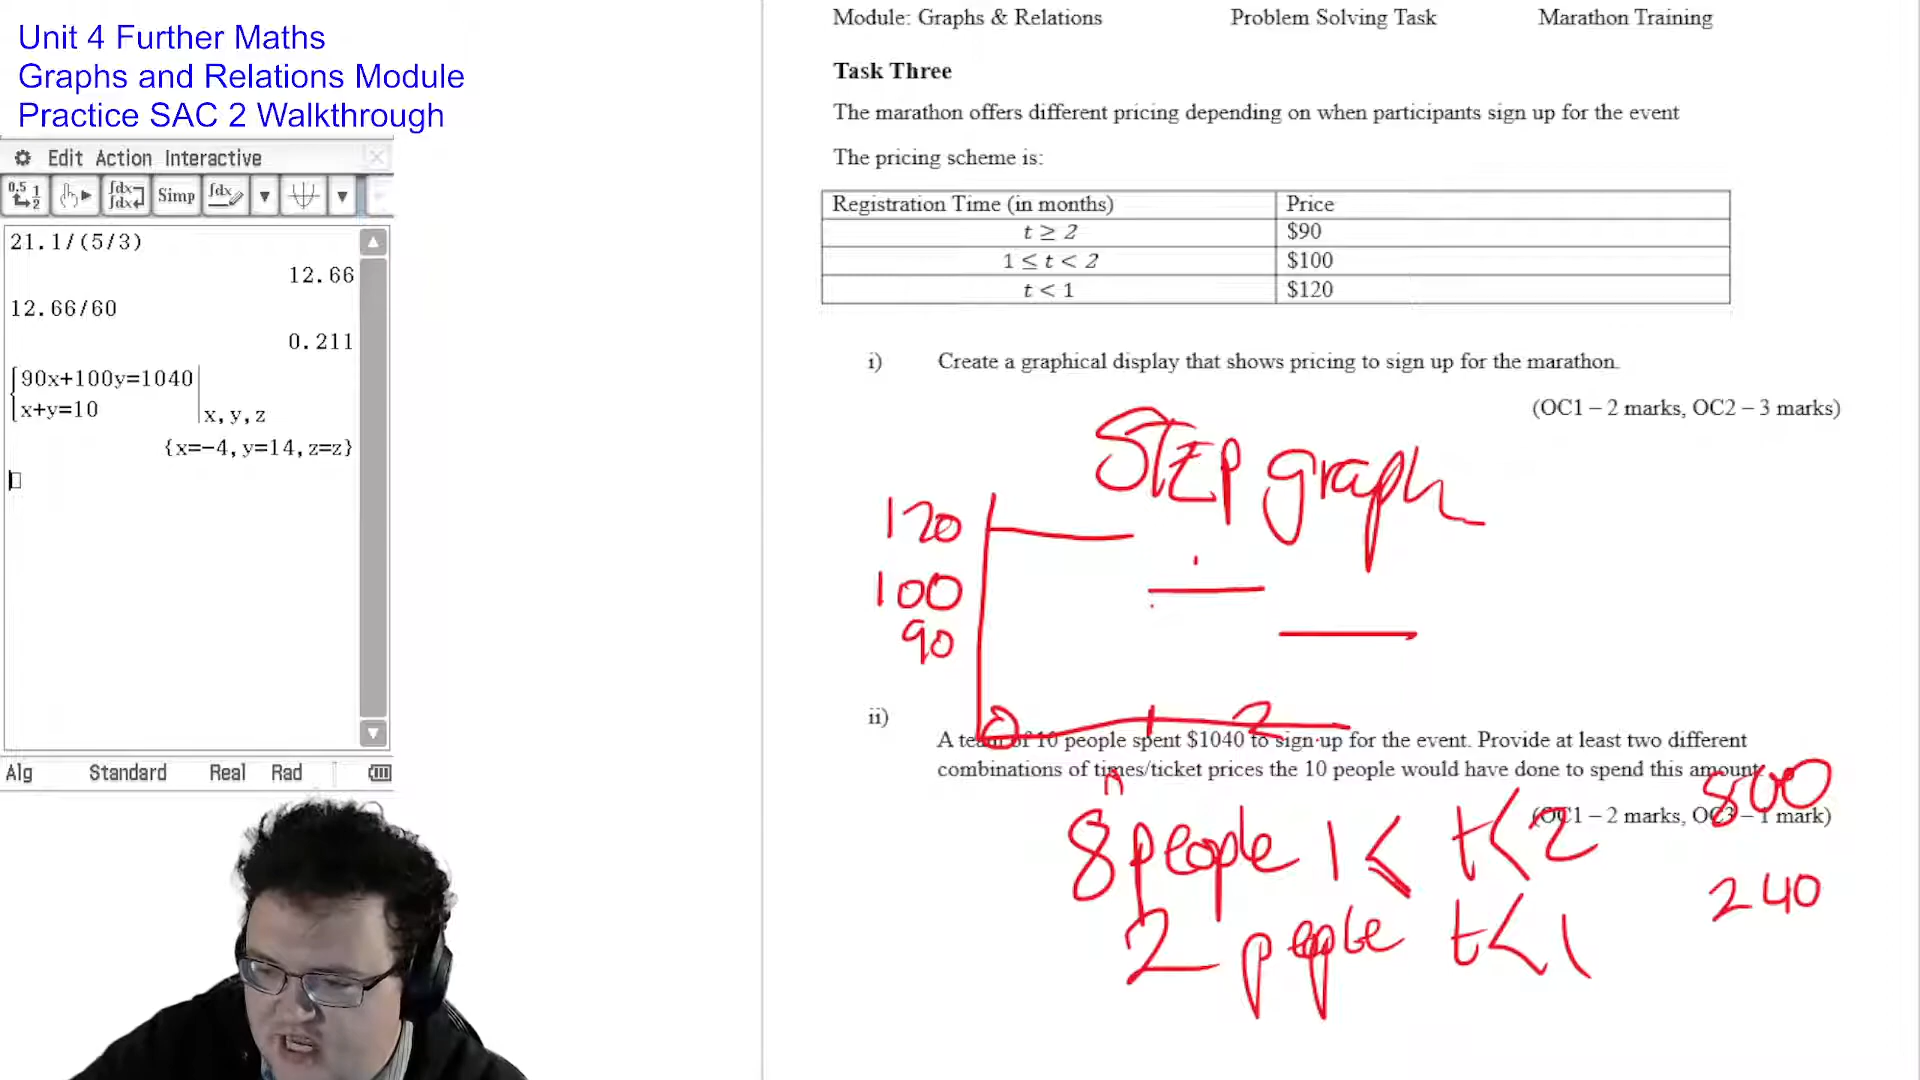 Unit 4 Further Maths
Graphs and Relations Module
Practice SAC 2 Walkthrough
Edit Action Interactive
Simp
21.1/(5/3)
12.66
12.66/60
0.211
90x+100y=1040
x+y=10
x,y,z
{x=-4,y=14,z=z}
Alg Standard Real Rad
Module: Graphs & Relations Problem Solving Task Marathon Training
Task Three
The marathon offers different pricing depending on when participants sign up for the event
The pricing scheme is:
Registration Time (in months) Price
t ≥ 2 $90
1 ≤ t < 2 $100
t < 1 $120
i) Create a graphical display that shows pricing to sign up for the marathon.
(OC1 – 2 marks, OC2 – 3 marks)
STEP graph
120
100
90
0 1 2
ii)
A team of 10 people spent $1040 to sign up for the event. Provide at least two different
combinations of times/ticket prices the 10 people would have done to spend this amount
(OC1 – 2 marks, OC3 – 1 mark)
8 people 1 ≤ t < 2 800
2 people t < 1 240